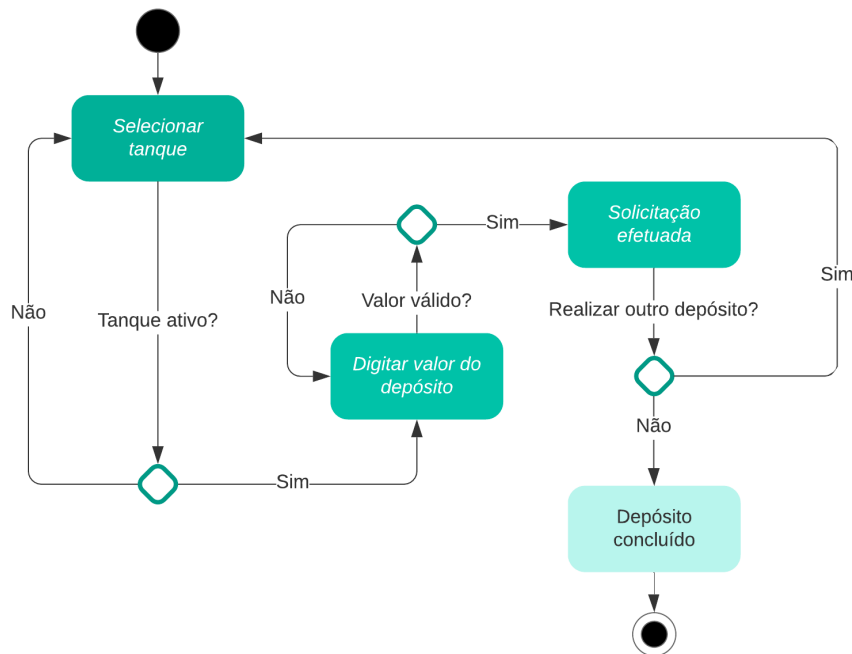 Selecionar
tanque
Sim
Solicitação
efetuada
Sim
Não
Tanque ativo?
Não
Valor válido?
Realizar outro depósito?
Digitar valor do
depósito
Não
Sim
Depósito
concluído